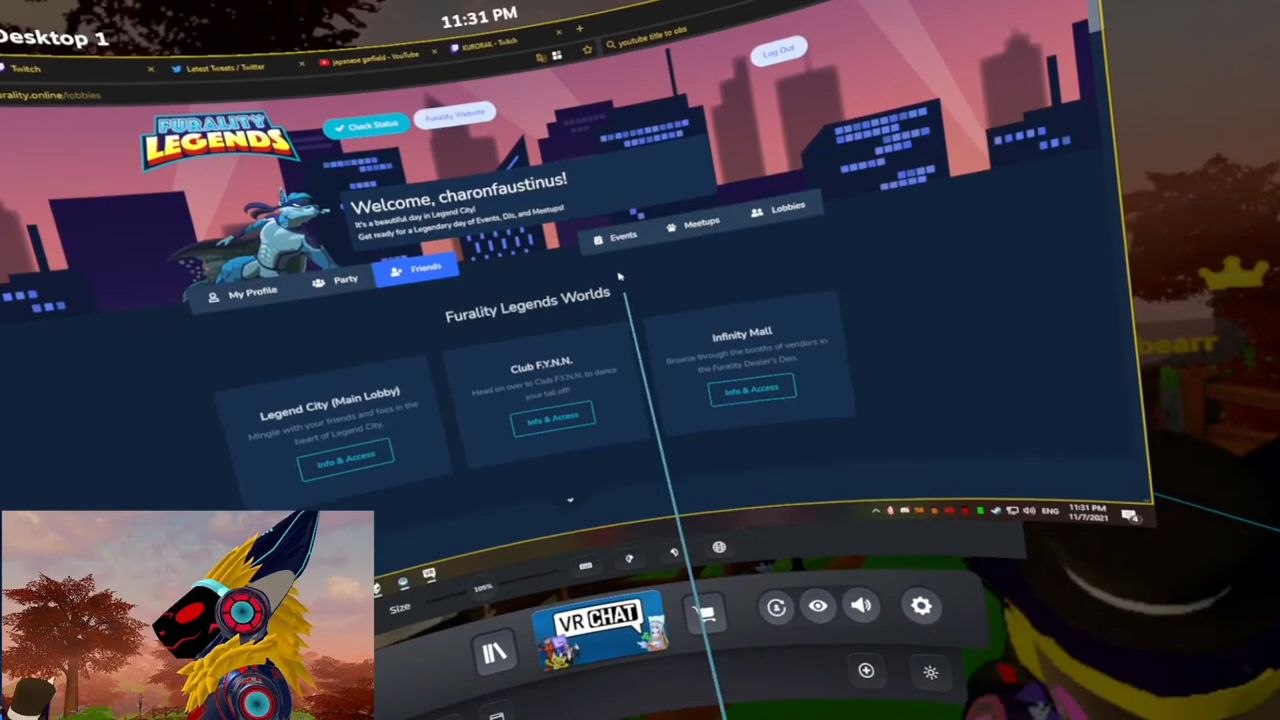 Desktop 1
11:31 PM
Twitch
Latest Tweets / Twitter
japanese garfield - YouTube
KURORAK - Twitch
urality.online/lobbies
youtube title to obs
FURALITY
LEGENDS
Check Status
Furality Website
Log Out
Welcome, charonfaustinus!
It's a beautiful day in Legend City!
Get ready for a Legendary day of Events, DJs, and Meetups!
My Profile
Party
Friends
Events
Meetups
Lobbies
Furality Legends Worlds
Legend City (Main Lobby)
Mingle with your friends and foes in the
heart of Legend City.
Info & Access
Club F.Y.N.N.
Head on over to Club F.Y.N.N. to dance
your tail off!
Info & Access
Infinity Mall
Browse through the booths of vendors in
the Furality Dealer's Den.
Info & Access
bearr
ENG
11:31 PM
11/7/2021
4
Size
105%
VRCHAT